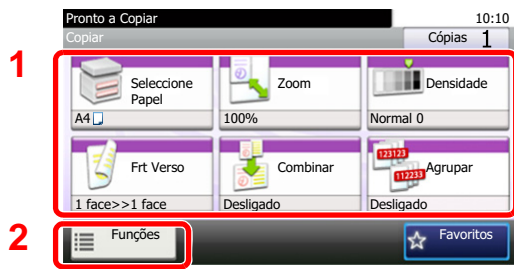 Pronto a Copiar 10:10
Copiar Cópias 1
1
Seleccione Papel
A4
Zoom
100%
Densidade
Normal 0
Frt Verso
1 face>>1 face
Combinar
Desligado
123123
112233
Agrupar
Desligado
2
Funções
Favoritos